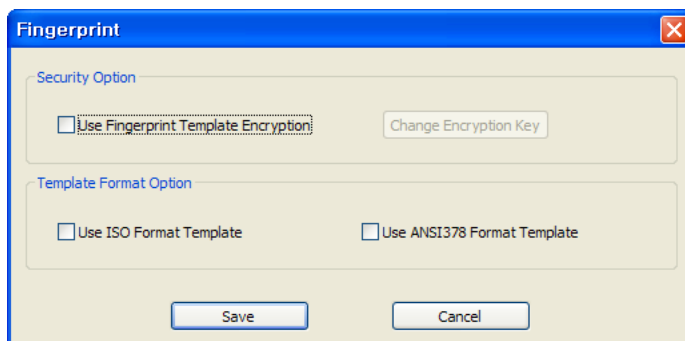 Fingerprint
Security Option
Use Fingerprint Template Encryption
Change Encryption Key
Template Format Option
Use ISO Format Template
Use ANSI378 Format Template
Save
Cancel